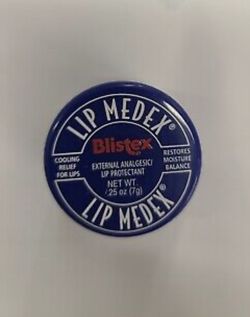 LIP MEDEX®
Blistex
COOLING
RELIEF
FOR LIPS
EXTERNAL ANALGESIC/
LIP PROTECTANT
RESTORES
MOISTURE
BALANCE
NET WT.
.25 oz (7g)
LIP MEDEX®